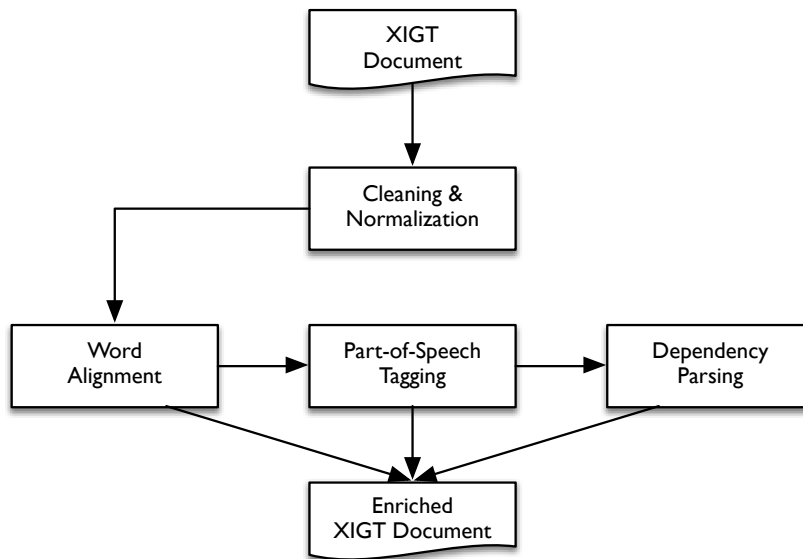 XIGT
Document
Cleaning &
Normalization
Word
Alignment
Part-of-Speech
Tagging
Dependency
Parsing
Enriched
XIGT Document